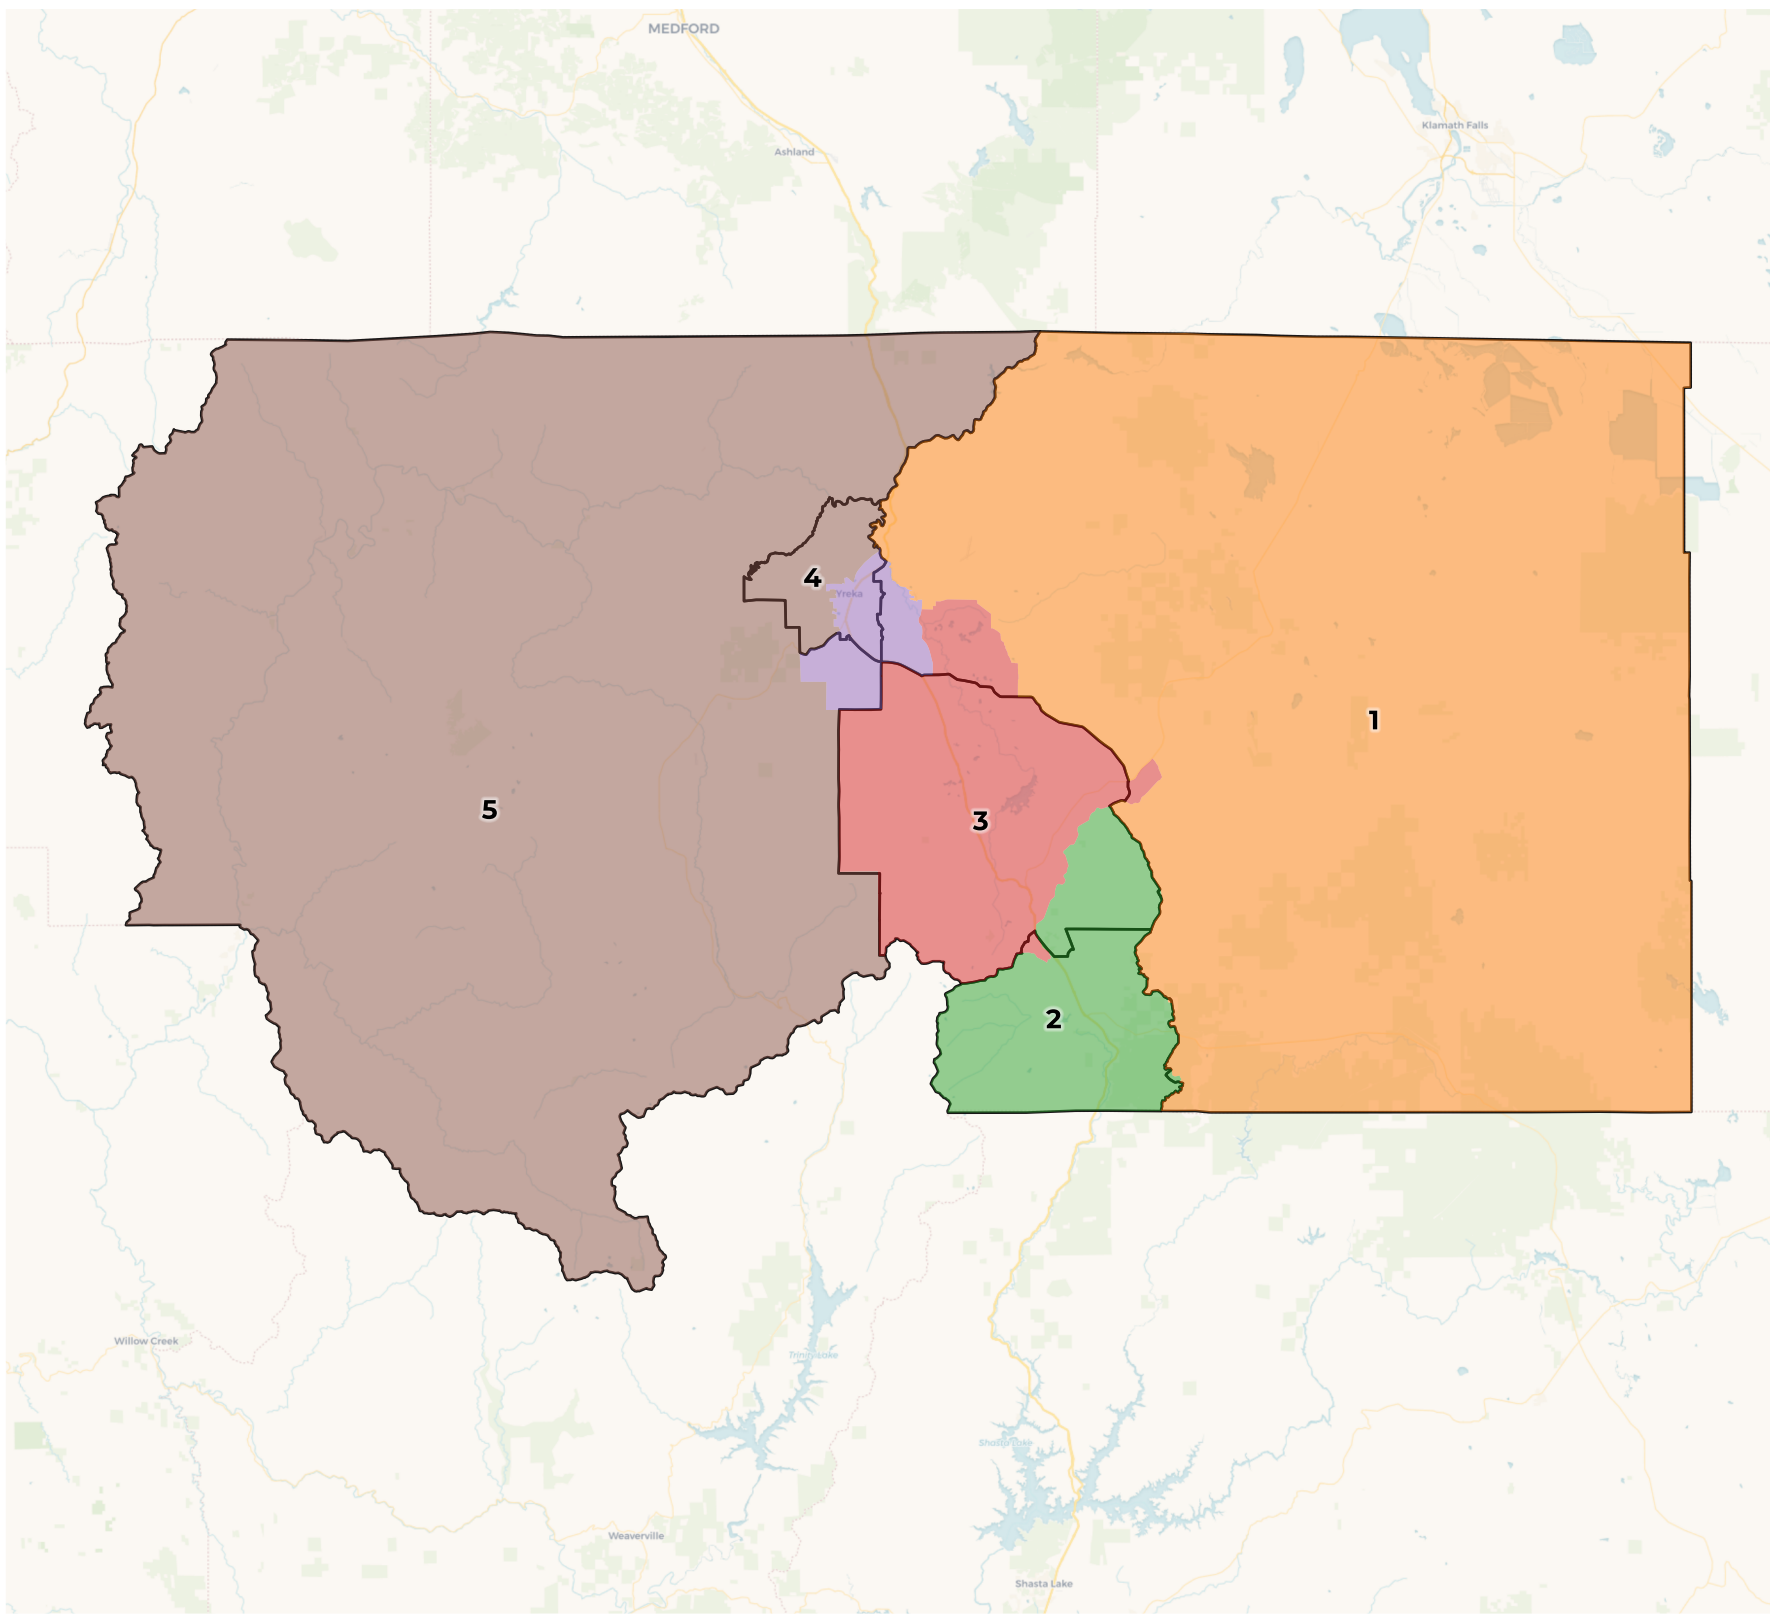 MEDFORD
Klamath Falls
Ashland
4
Yreka
1
5
3
2
Willow Creek
Trinity Lake
Shasta Lake
Weaverville
Shasta Lake